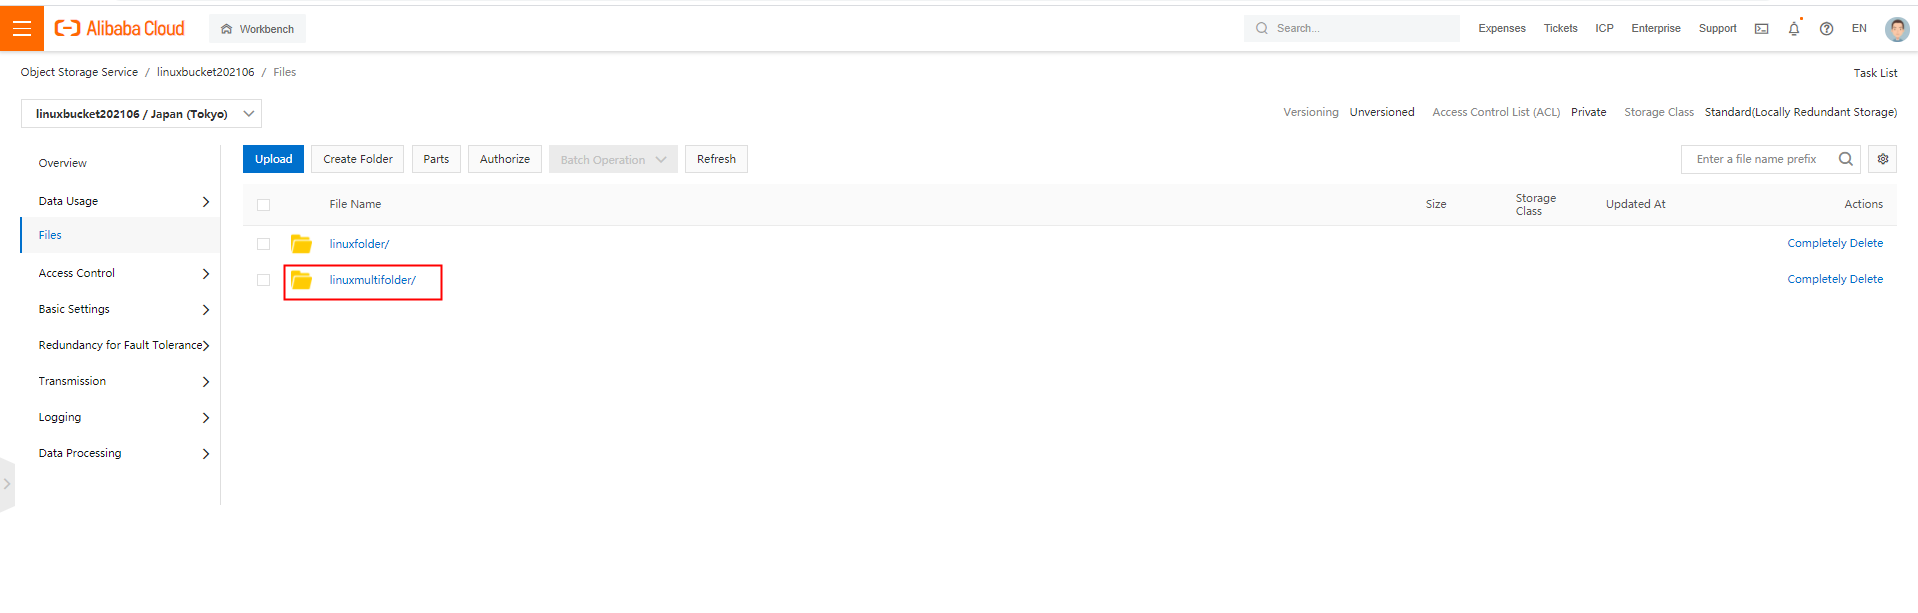 Alibaba Cloud Workbench Search... Expenses Tickets ICP Enterprise Support EN
Object Storage Service / linuxbucket202106 / Files Task List
linuxbucket202106 / Japan (Tokyo) Versioning Unversioned Access Control List (ACL) Private Storage Class Standard(Locally Redundant Storage)
Overview
Data Usage
Files
Access Control
Basic Settings
Redundancy for Fault Tolerance
Transmission
Logging
Data Processing
Upload Create Folder Parts Authorize Batch Operation Refresh Enter a file name prefix
File Name Size Storage Class Updated At Actions
linuxfolder/ Completely Delete
linuxmultifolder/ Completely Delete